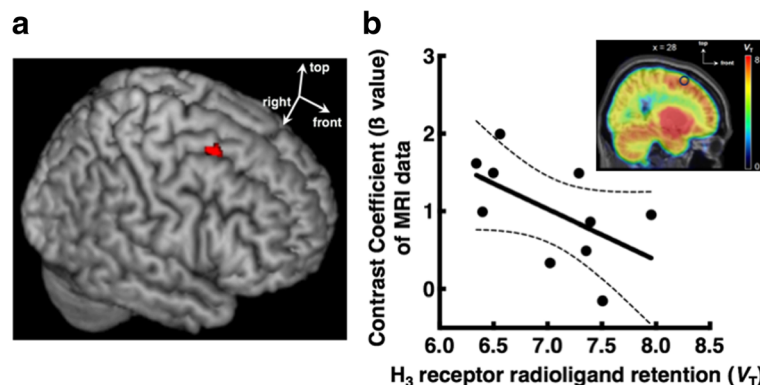 a
top
right
front
b
Contrast Coefficient (ß value)
of MRI data
3
2
1
0
6.0 6.5 7.0 7.5 8.0 8.5
H₃ receptor radioligand retention (V_T)
x = 28
top
front
V_T
8
0